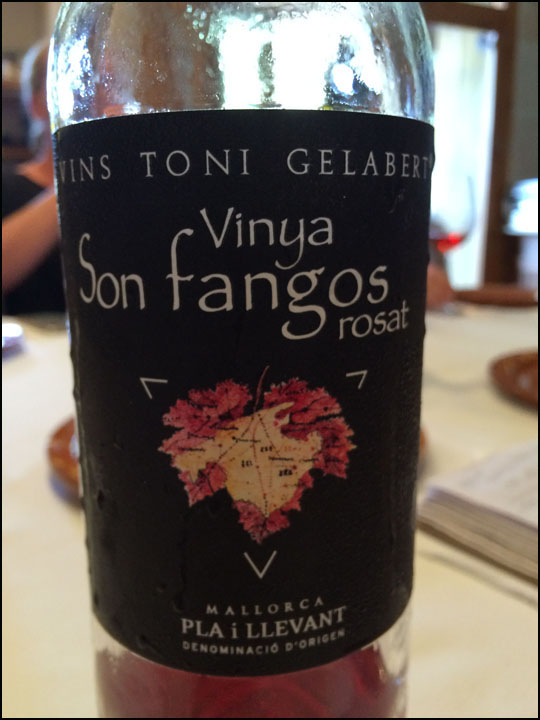 VINS TONI GELABERT
Vinya
Son fangos
rosat
MALLORCA
PLA i LLEVANT
DENOMINACIÓ D'ORIGEN